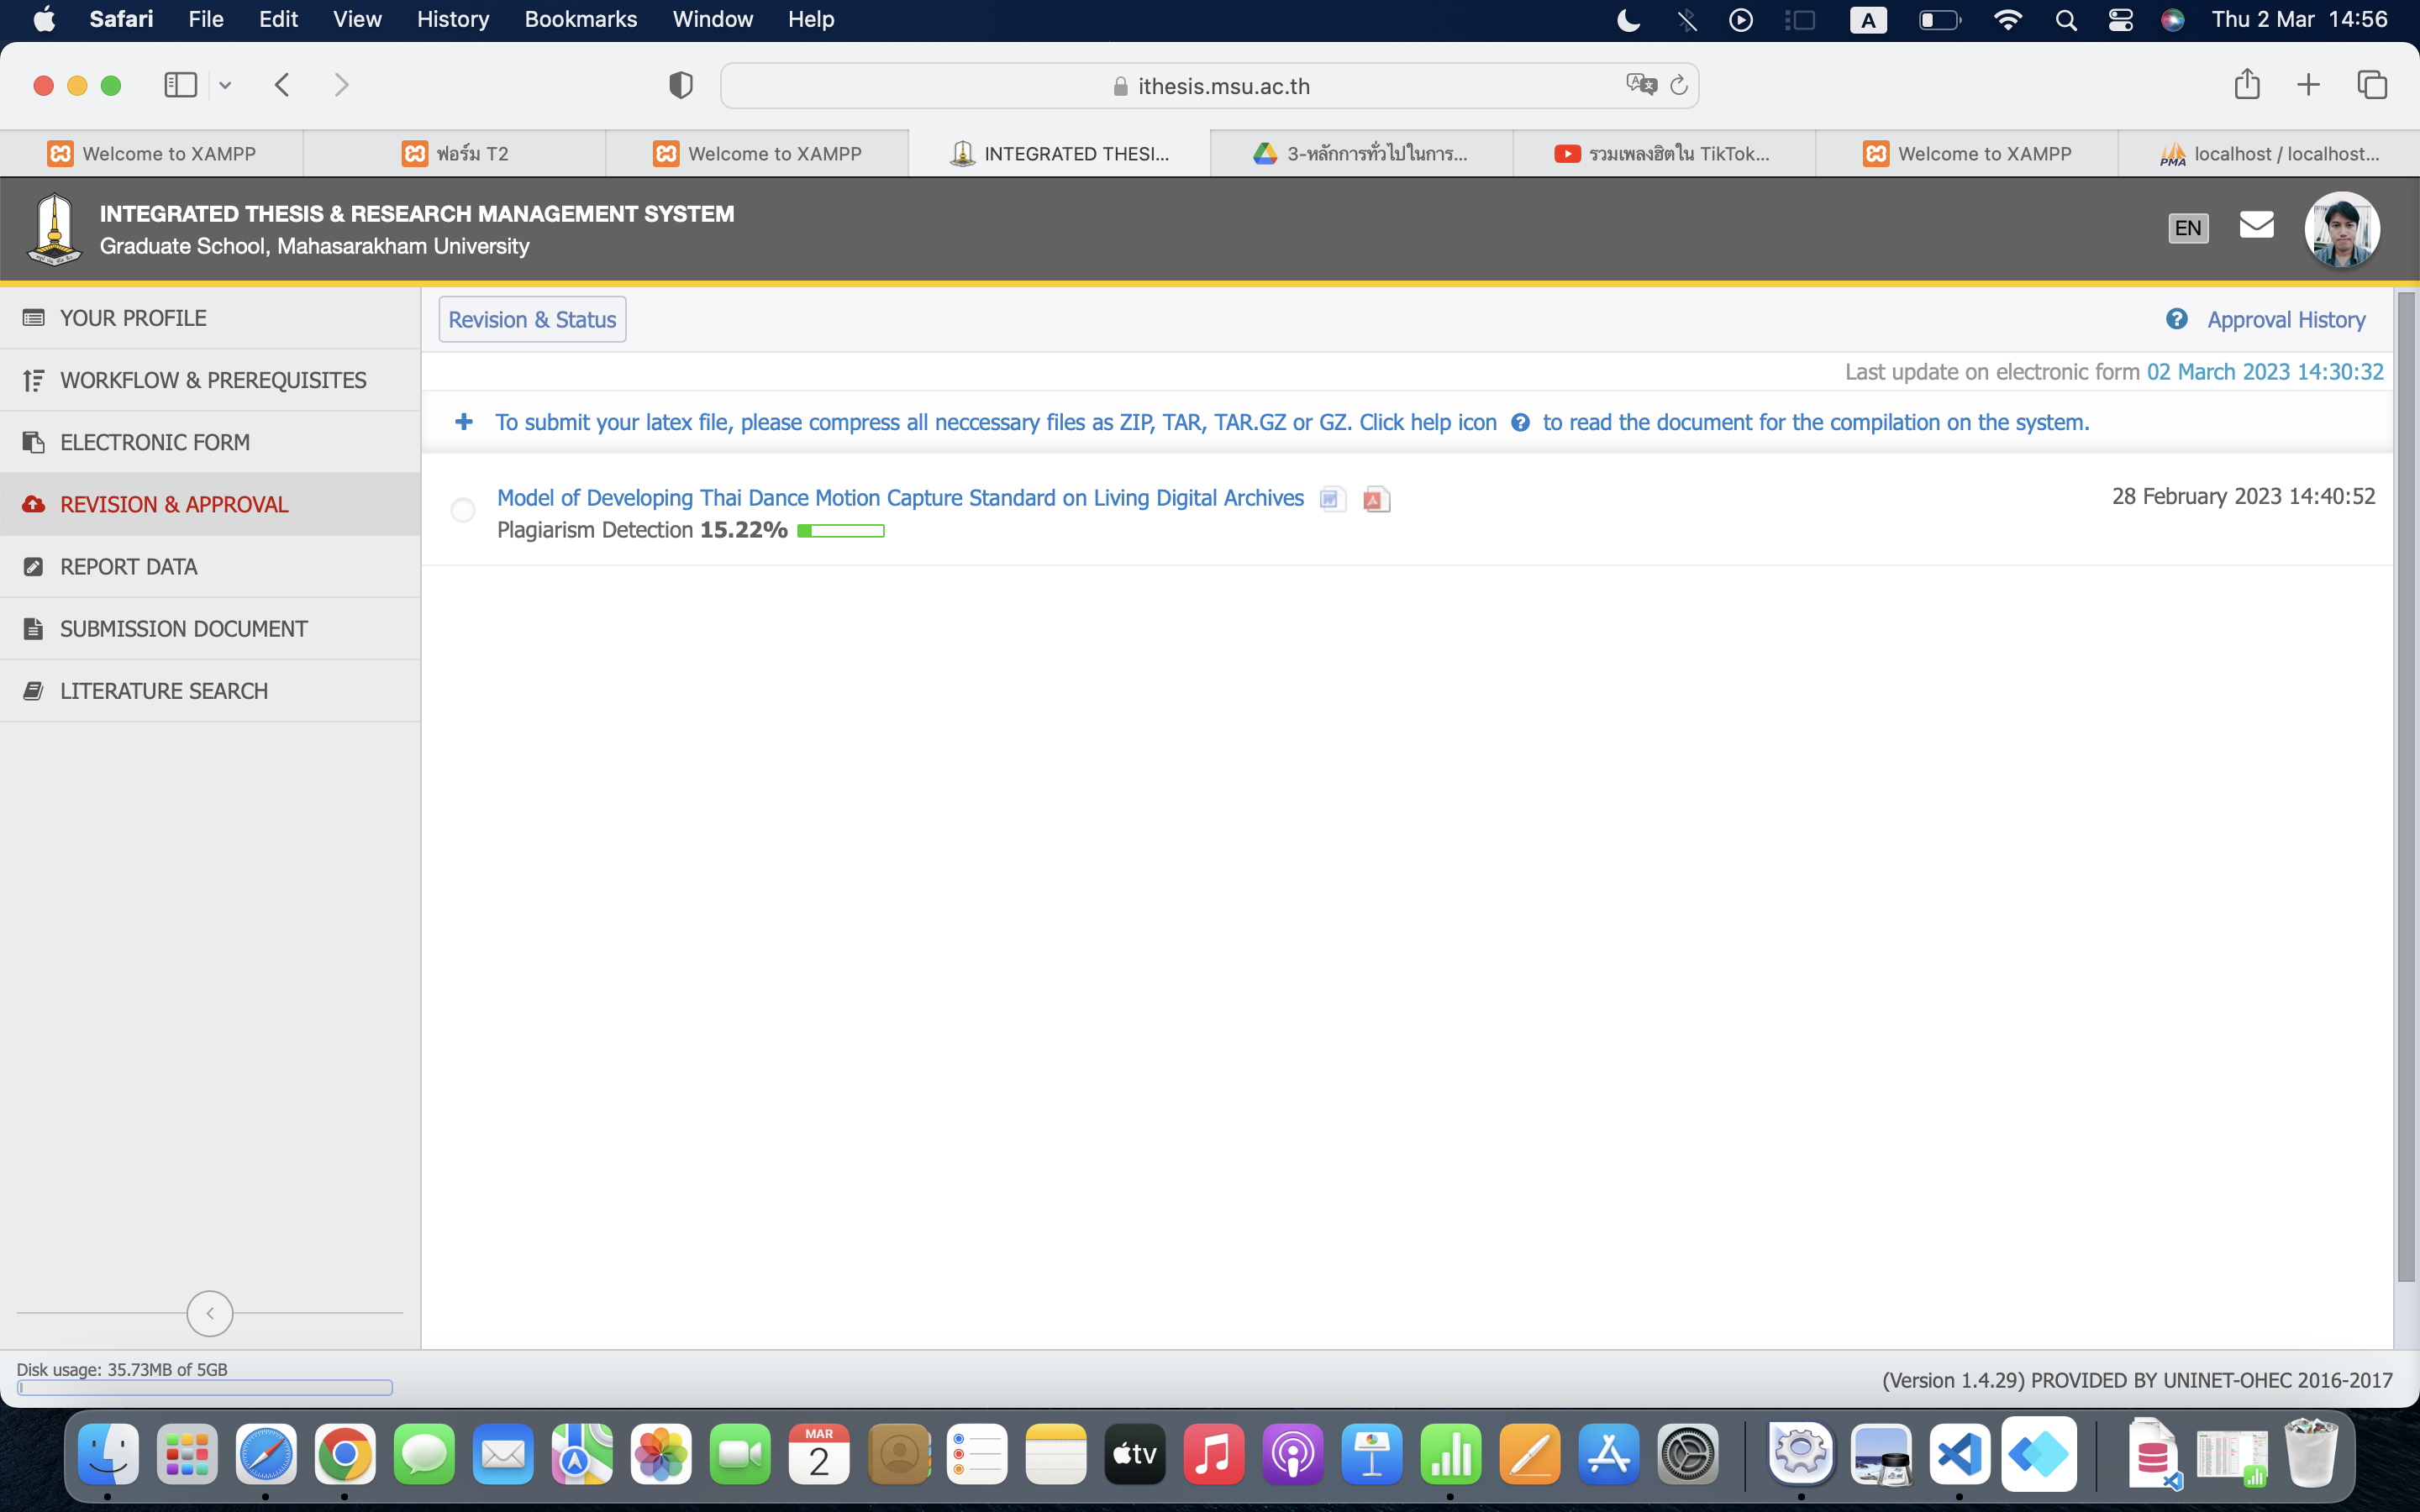 Safari File Edit View History Bookmarks Window Help
A
Thu 2 Mar 14:56
ithesis.msu.ac.th
Welcome to XAMPP
ฟอร์ม T2
Welcome to XAMPP
INTEGRATED THESI...
3-หลักการทั่วไปในการ...
รวมเพลงฮิตใน TikTok...
Welcome to XAMPP
PMA
localhost / localhost...
INTEGRATED THESIS & RESEARCH MANAGEMENT SYSTEM
Graduate School, Mahasarakham University
EN
YOUR PROFILE
WORKFLOW & PREREQUISITES
ELECTRONIC FORM
REVISION & APPROVAL
REPORT DATA
SUBMISSION DOCUMENT
LITERATURE SEARCH
Revision & Status
Approval History
Last update on electronic form 02 March 2023 14:30:32
To submit your latex file, please compress all neccessary files as ZIP, TAR, TAR.GZ or GZ. Click help icon ? to read the document for the compilation on the system.
Model of Developing Thai Dance Motion Capture Standard on Living Digital Archives
28 February 2023 14:40:52
Plagiarism Detection 15.22%
Disk usage: 35.73MB of 5GB
(Version 1.4.29) PROVIDED BY UNINET-OHEC 2016-2017
MAR
2
tv